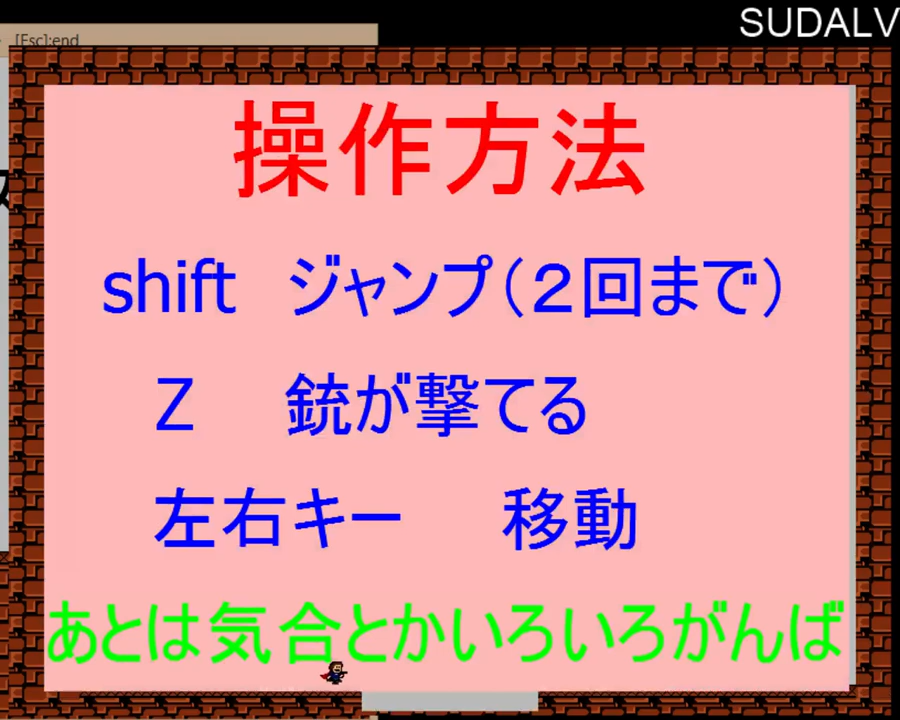 SUDALV
[Esc]:end
操作方法
shift ジャンプ（２回まで）
Z 銃が撃てる
左右キー 移動
あとは気合とかいろいろがんば